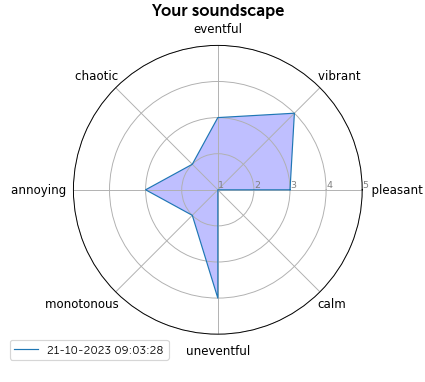 Your soundscape
eventful
chaotic
vibrant
annoying
1 2 3 4 5
pleasant
monotonous
calm
uneventful
21-10-2023 09:03:28